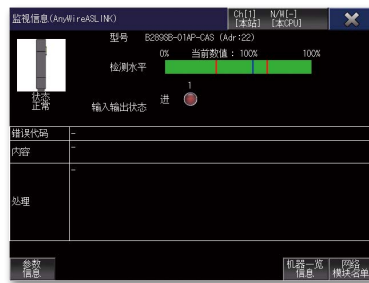 监视信息(AnyWireASLINK)
Ch[1] N/W[-]
[本站] [本CPU]
型号 B289SB-01AP-CAS (Adr:22)
0% 当前数值: 100% 100%
检测水平
状态
正常
1
输入输出状态 进
错误代码 -
内容 -
处理 -
参数
信息
机器一览
信息
网络
模块名单